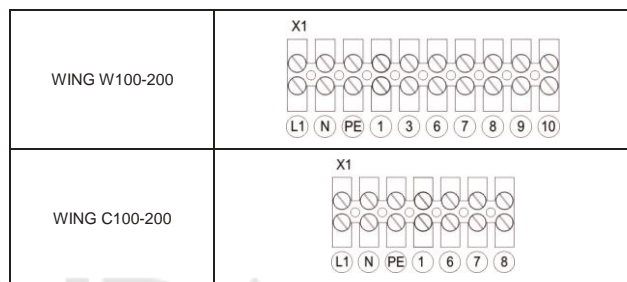 X1
WING W100-200
L1 N PE 1 3 6 7 8 9 10
X1
WING C100-200
L1 N PE 1 6 7 8